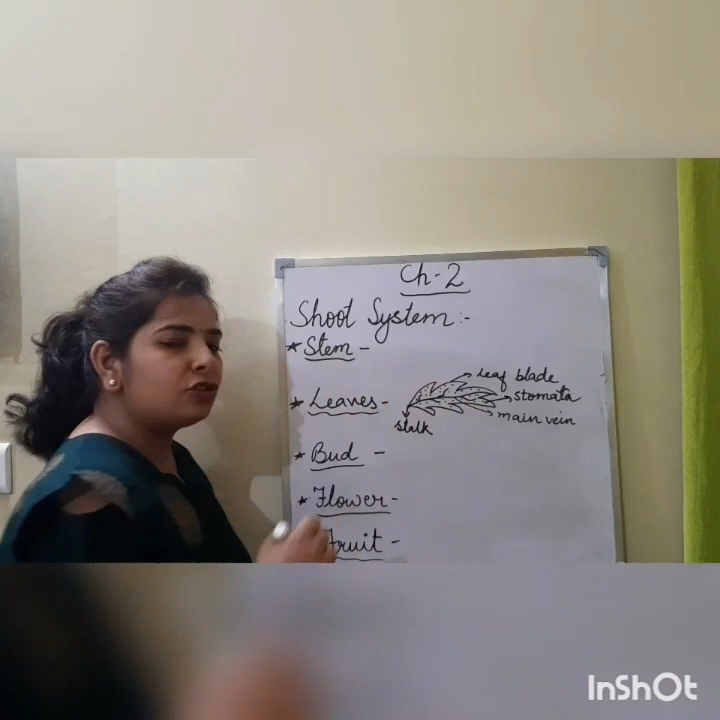 Ch-2
Shoot System:-
* Stem -
* Leaves-
Leaf blade
stomata
main vein
stalk
* Bud -
* Flower-
Fruit -
InShOt